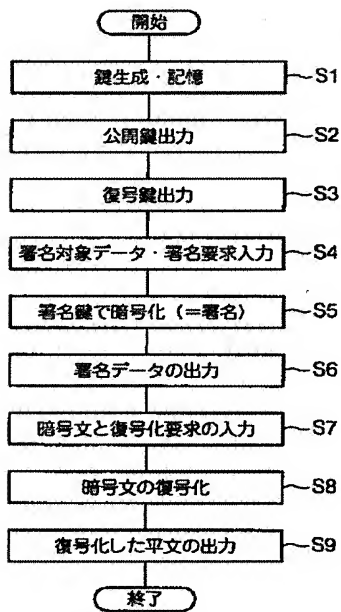 開始
鍵生成・記憶 S1
公開鍵出力 S2
復号鍵出力 S3
署名対象データ・署名要求入力 S4
署名鍵で暗号化(=署名) S5
署名データの出力 S6
暗号文と復号化要求の入力 S7
暗号文の復号化 S8
復号化した平文の出力 S9
終了